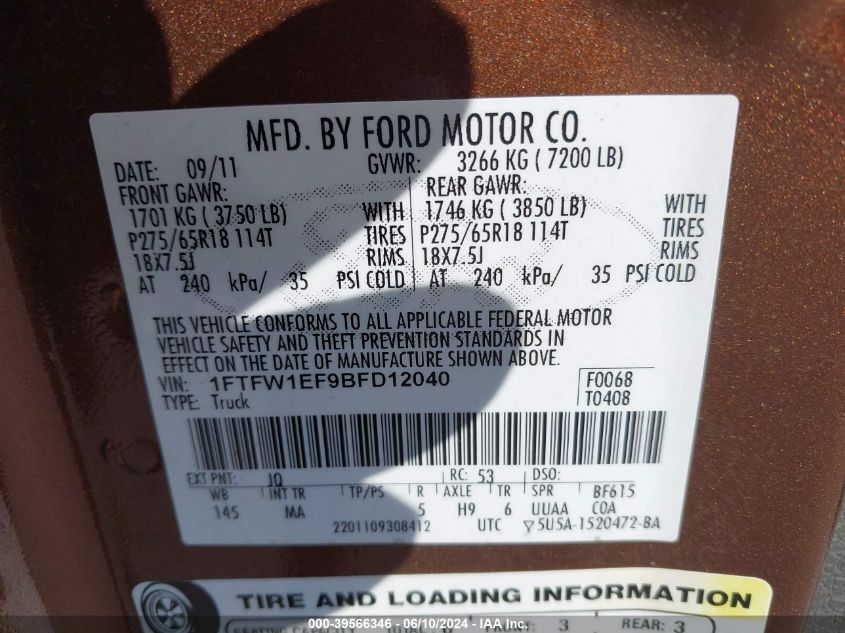 MFD. BY FORD MOTOR CO.
DATE: 09/11 GVWR: 3266 KG ( 7200 LB)
FRONT GAWR: REAR GAWR:
1701 KG ( 3750 LB) WITH 1746 KG ( 3850 LB) WITH
P275/65R18 114T TIRES P275/65R18 114T TIRES
18X7.5J RIMS 18X7.5J RIMS
AT 240 kPa/ 35 PSI COLD AT 240 kPa/ 35 PSI COLD
THIS VEHICLE CONFORMS TO ALL APPLICABLE FEDERAL MOTOR
VEHICLE SAFETY AND THEFT PREVENTION STANDARDS IN
EFFECT ON THE DATE OF MANUFACTURE SHOWN ABOVE.
VIN: 1FTFW1EF9BFD12040 F0068
TYPE: Truck T0408
EXT PNT: JQ RC: 53 DSO:
WB INT TR TP/PS R AXLE TR SPR BF615
145 MA 5 H9 6 UUAA COA
2201109308412 UTC ▽5U5A-1520472-BA
TIRE AND LOADING INFORMATION
SEATING CAPACITY TOTAL: 6 FRONT: 3 REAR: 3
000-39566346 - 06/10/2024 - IAA Inc.